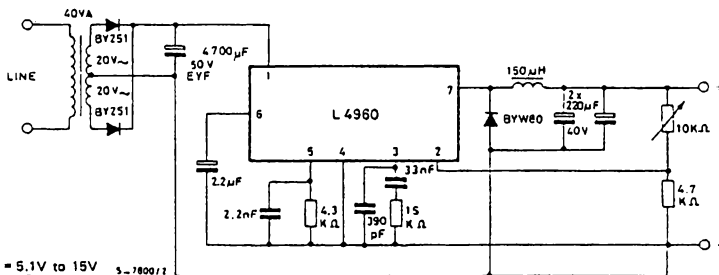 40VA
BY251
20V~
LINE
20V~
BY251
4700µF
50V
EYF
1
7
6
L4960
5
4
3
2
150µH
2x
220µF
40V
BYW80
10KΩ
4.7
KΩ
2.2µF
2.2nF
4.3
KΩ
390
pF
33nF
15
KΩ
+
= 5.1V to 15V
S-7800/2